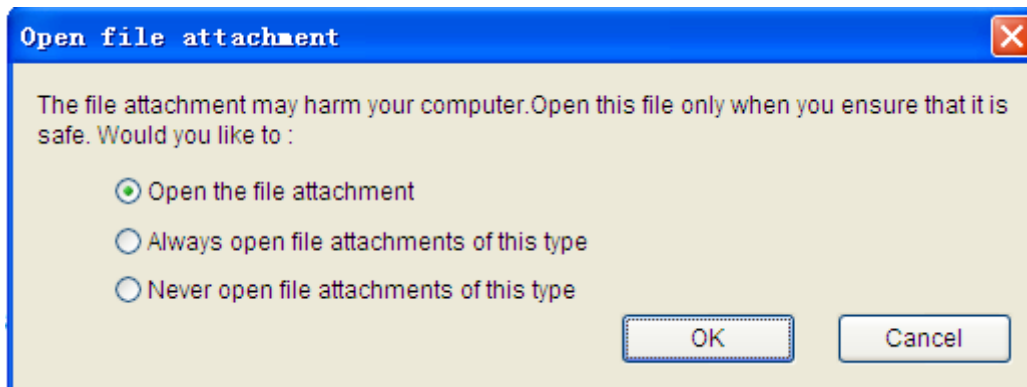 Open file attachment
The file attachment may harm your computer.Open this file only when you ensure that it is
safe. Would you like to :
Open the file attachment
Always open file attachments of this type
Never open file attachments of this type
OK Cancel